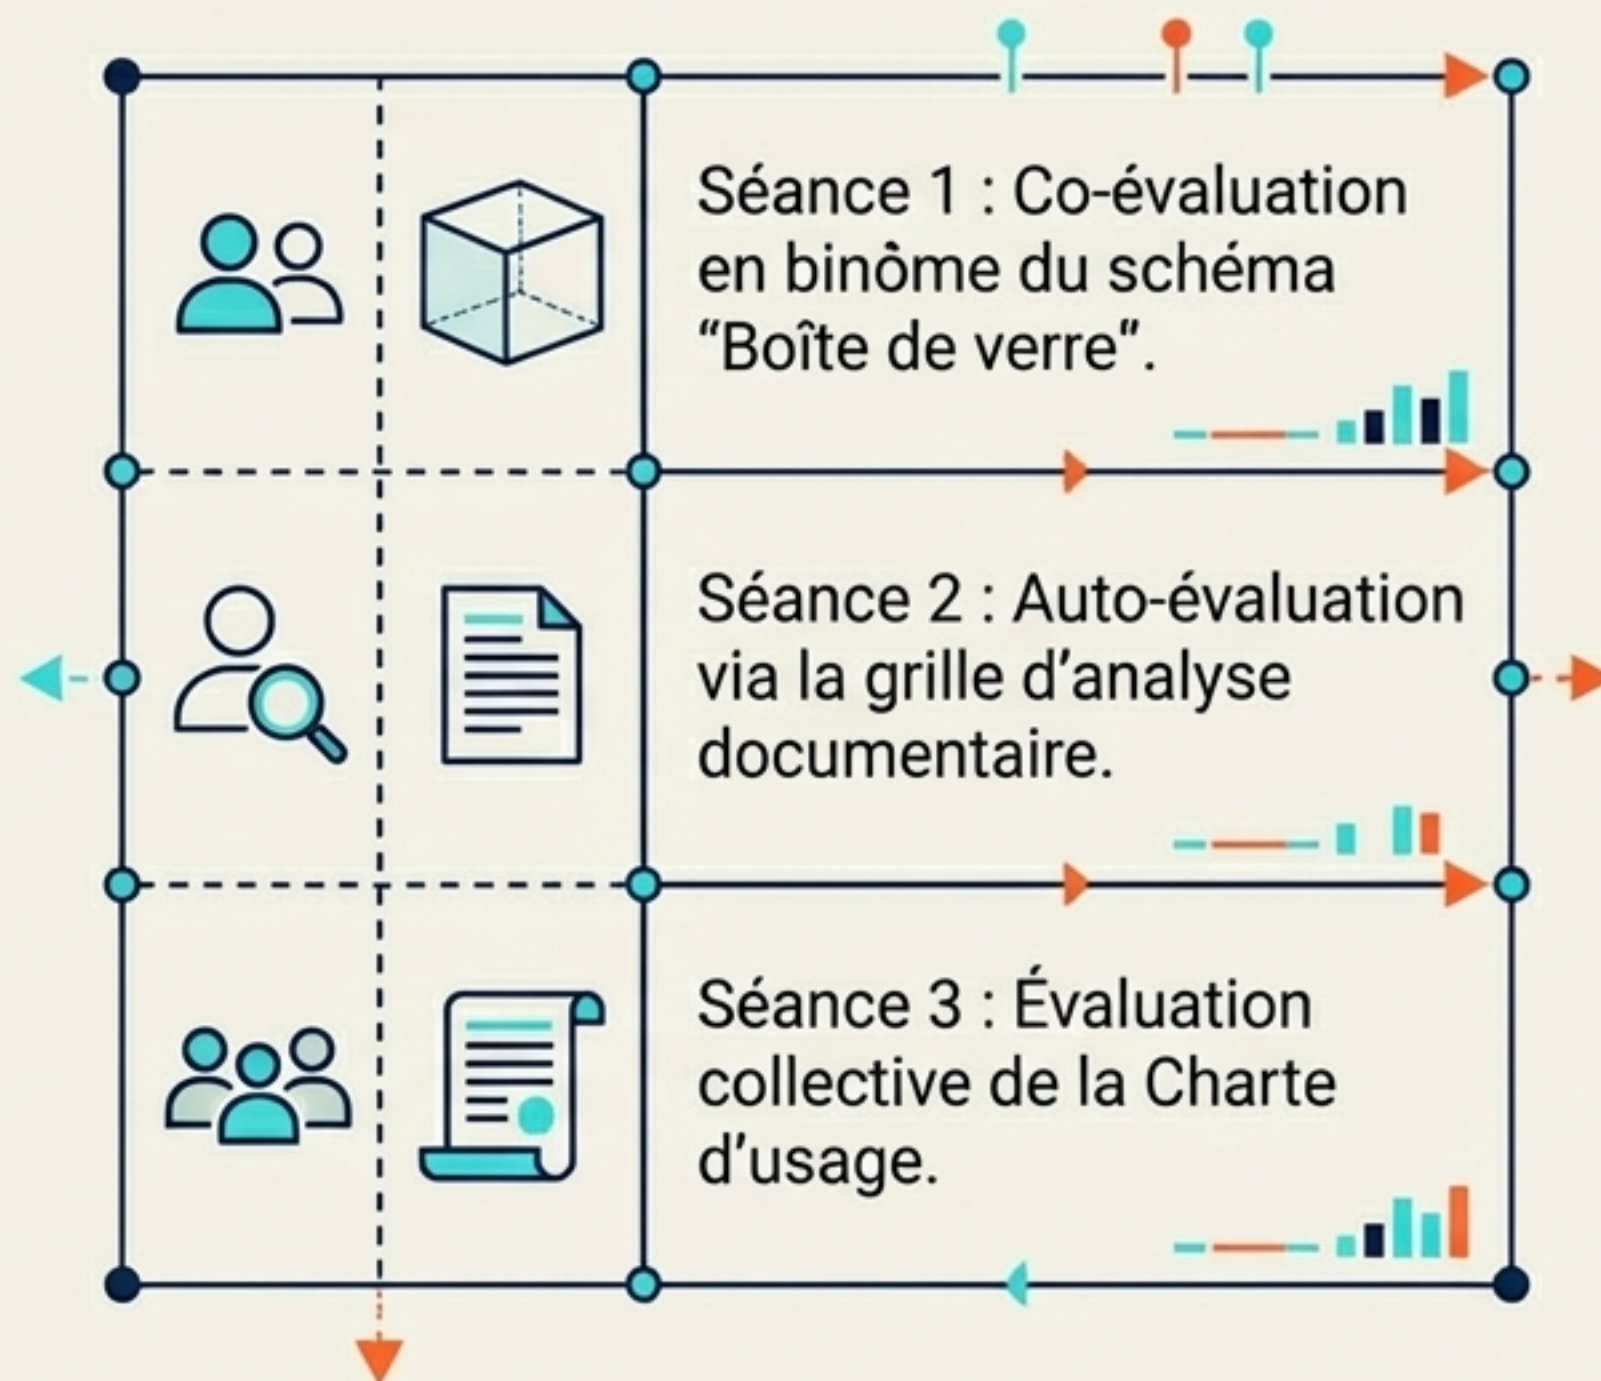 Séance 1 : Co-évaluation
en binôme du schéma
“Boîte de verre”.
Séance 2 : Auto-évaluation
via la grille d’analyse
documentaire.
Séance 3 : Évaluation
collective de la Charte
d’usage.